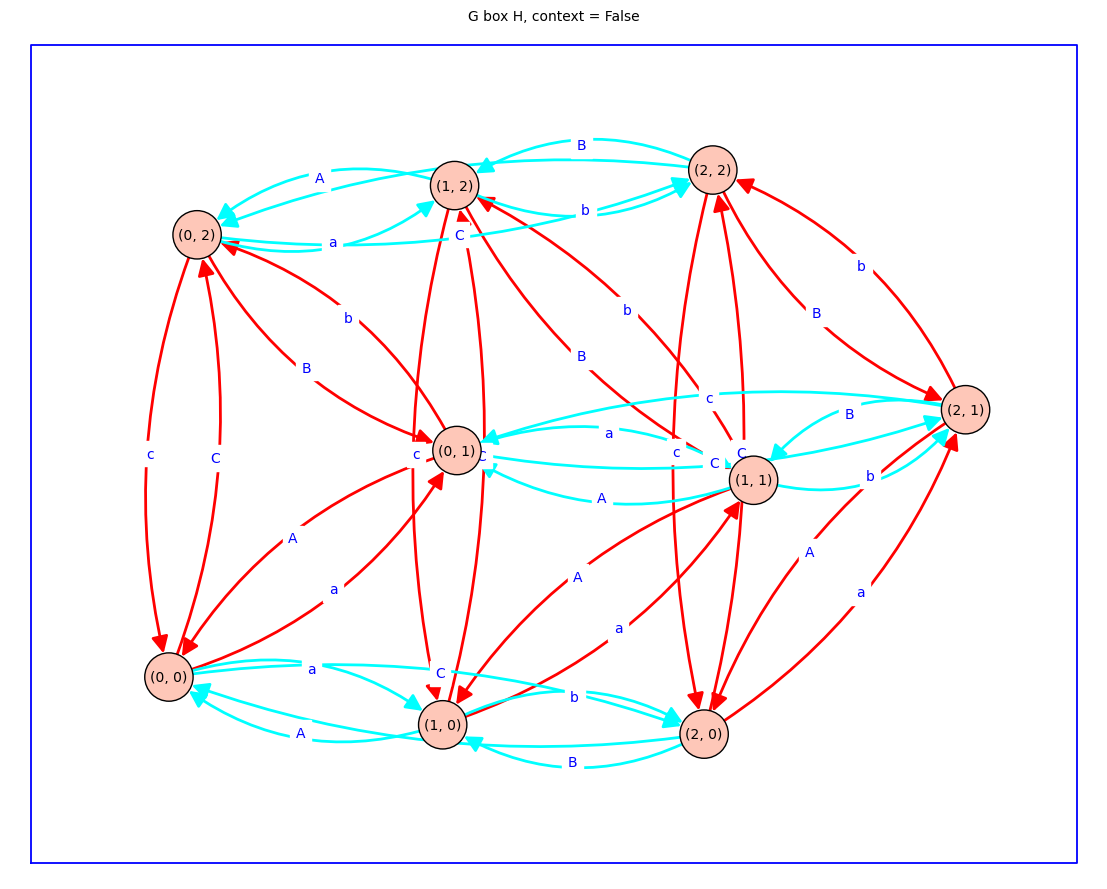 G box H, context = False
B
(2, 2)
A
(1, 2)
b
(0, 2)
C
a
b
b
b
B
B
B
c
(2, 1)
B
a
c
C
(0, 1)
c
C
c
C
C
(1, 1)
b
A
A
A
A
a
a
a
a
C
(0, 0)
b
(1, 0)
A
(2, 0)
B